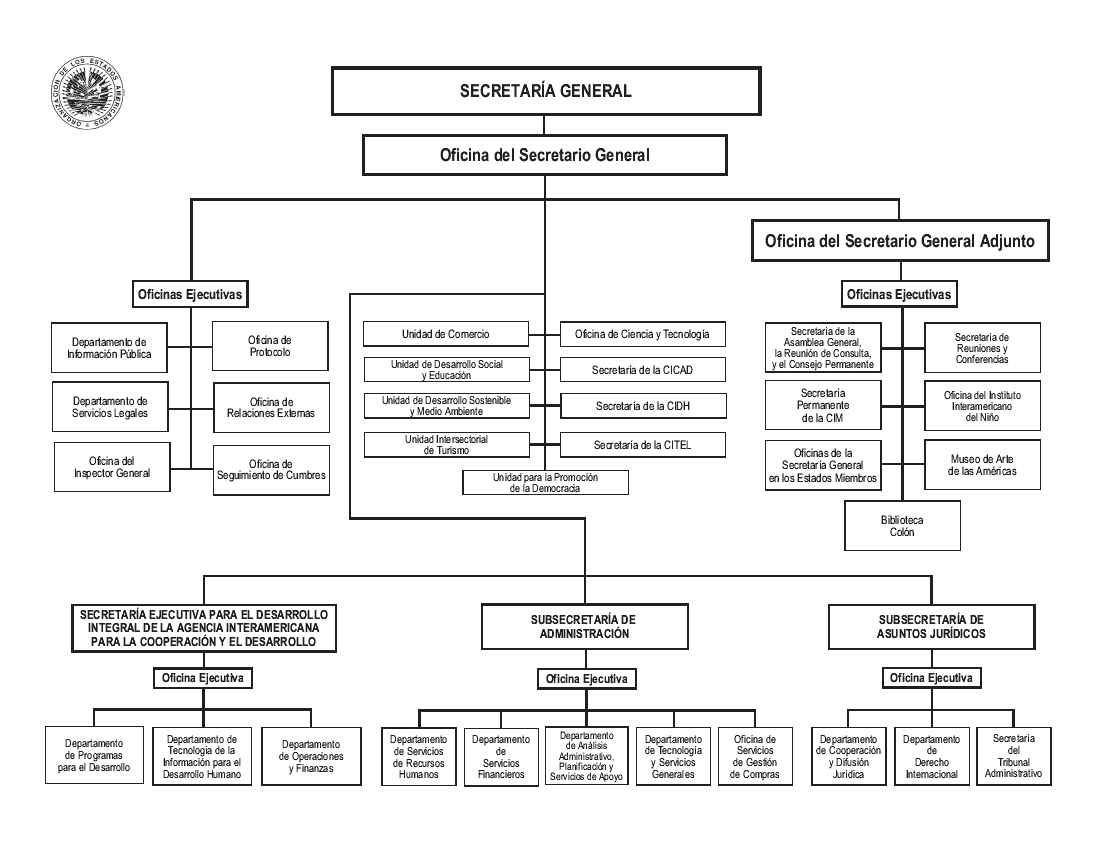 ORGANIZACIÓN DE LOS ESTADOS AMERICANOS
SECRETARÍA GENERAL
Oficina del Secretario General
Oficina del Secretario General Adjunto
Oficinas Ejecutivas
Departamento de
Información Pública
Oficina de
Protocolo
Departamento de
Servicios Legales
Oficina de
Relaciones Externas
Oficina del
Inspector General
Oficina de
Seguimiento de Cumbres
Unidad de Comercio
Oficina de Ciencia y Tecnología
Unidad de Desarrollo Social
y Educación
Secretaría de la CICAD
Unidad de Desarrollo Sostenible
y Medio Ambiente
Secretaría de la CIDH
Unidad Intersectorial
de Turismo
Secretaría de la CITEL
Unidad para la Promoción
de la Democracia
Oficinas Ejecutivas
Secretaría de la
Asamblea General,
la Reunión de Consulta,
y el Consejo Permanente
Secretaría de
Reuniones y
Conferencias
Secretaría
Permanente
de la CIM
Oficina del Instituto
Interamericano
del Niño
Oficinas de la
Secretaría General
en los Estados Miembros
Museo de Arte
de las Américas
Biblioteca
Colón
SECRETARÍA EJECUTIVA PARA EL DESARROLLO
INTEGRAL DE LA AGENCIA INTERAMERICANA
PARA LA COOPERACIÓN Y EL DESARROLLO
Oficina Ejecutiva
Departamento
de Programas
para el Desarrollo
Departamento de
Tecnología de la
Información para el
Desarrollo Humano
Departamento
de Operaciones
y Finanzas
SUBSECRETARÍA DE
ADMINISTRACIÓN
Oficina Ejecutiva
Departamento
de Servicios
de Recursos
Humanos
Departamento
de
Servicios
Financieros
Departamento
de Análisis
Administrativo,
Planificación y
Servicios de Apoyo
Departamento
de Tecnología
y Servicios
Generales
Oficina de
Servicios
de Gestión
de Compras
SUBSECRETARÍA DE
ASUNTOS JURÍDICOS
Oficina Ejecutiva
Departamento
de Cooperación
y Difusión
Jurídica
Departamento
de
Derecho
Internacional
Secretaría
del
Tribunal
Administrativo